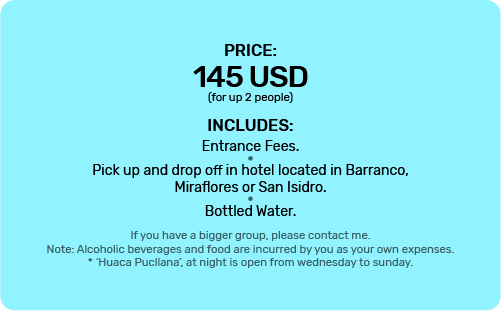 PRICE:
145 USD
(for up 2 people)
INCLUDES:
Entrance Fees.
•
Pick up and drop off in hotel located in Barranco,
Miraflores or San Isidro.
•
Bottled Water.
If you have a bigger group, please contact me.
Note: Alcoholic beverages and food are incurred by you as your own expenses.
* ‘Huaca Pucllana’, at night is open from wednesday to sunday.